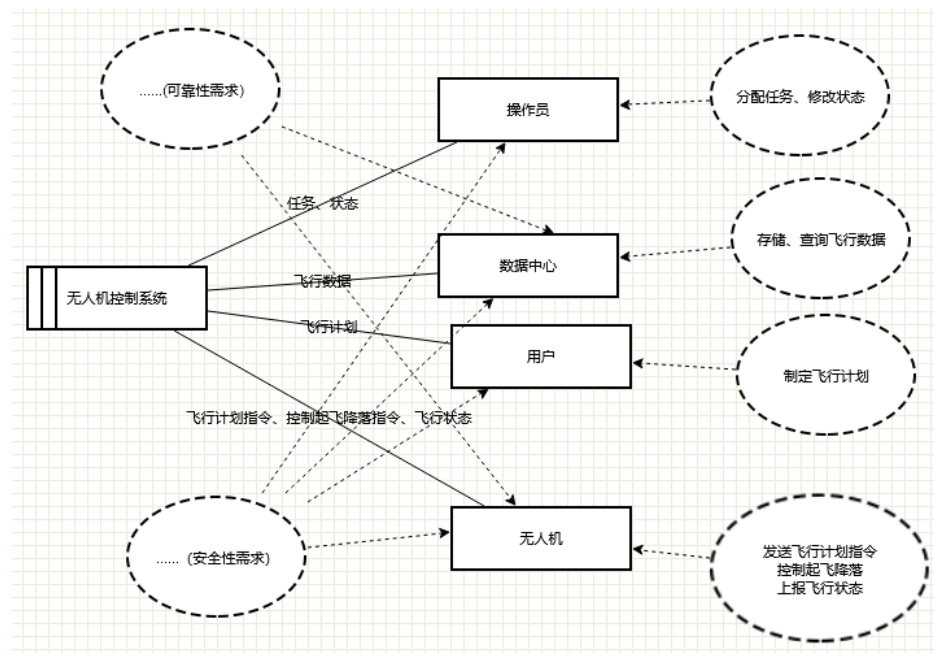 ……(可靠性需求)
操作员
分配任务、修改状态
任务、状态
存储、查询飞行数据
数据中心
飞行数据
无人机控制系统
飞行计划
用户
制定飞行计划
飞行计划指令、控制起飞降落指令、飞行状态
无人机
……（安全性需求）
发送飞行计划指令
控制起飞降落
上报飞行状态